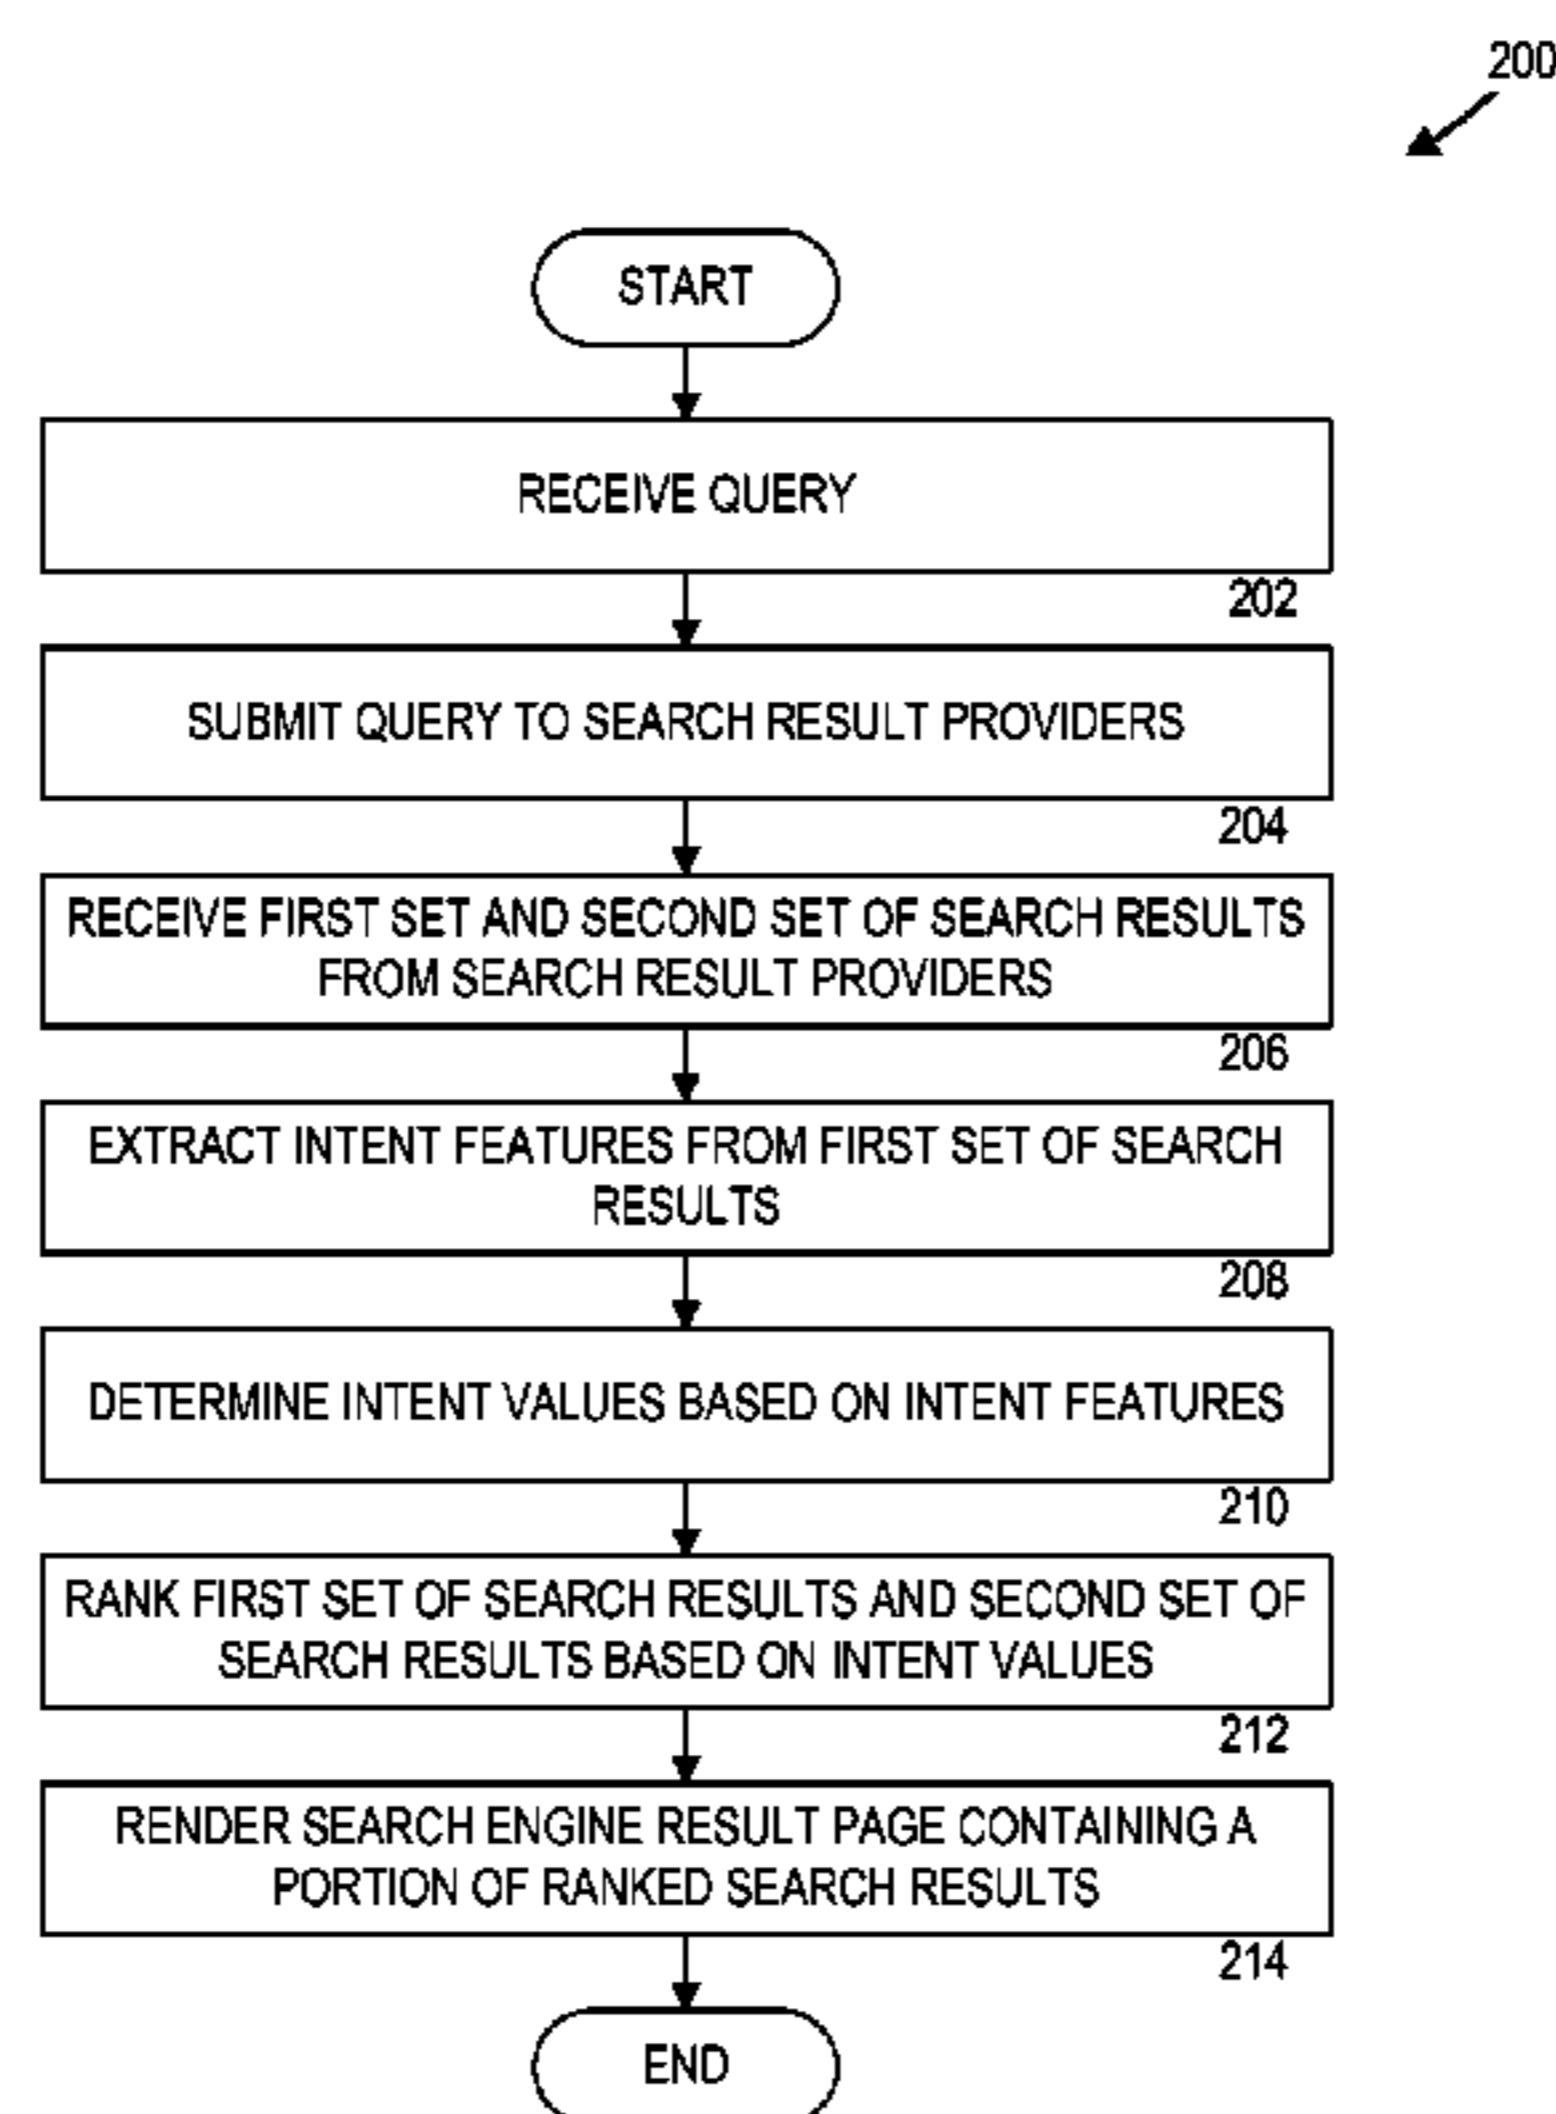 200
START
RECEIVE QUERY
202
SUBMIT QUERY TO SEARCH RESULT PROVIDERS
204
RECEIVE FIRST SET AND SECOND SET OF SEARCH RESULTS
FROM SEARCH RESULT PROVIDERS
206
EXTRACT INTENT FEATURES FROM FIRST SET OF SEARCH
RESULTS
208
DETERMINE INTENT VALUES BASED ON INTENT FEATURES
210
RANK FIRST SET OF SEARCH RESULTS AND SECOND SET OF
SEARCH RESULTS BASED ON INTENT VALUES
212
RENDER SEARCH ENGINE RESULT PAGE CONTAINING A
PORTION OF RANKED SEARCH RESULTS
214
END